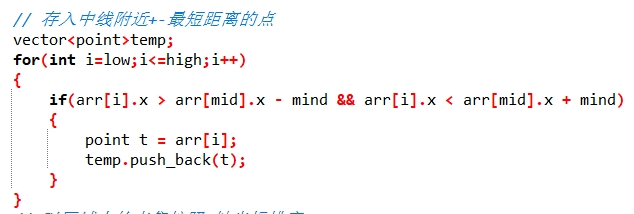 // 存入中线附近+-最短距离的点
vector<point>temp;
for(int i=low;i<=high;i++)
{
if(arr[i].x > arr[mid].x - mind && arr[i].x < arr[mid].x + mind)
{
point t = arr[i];
temp.push_back(t);
}
}